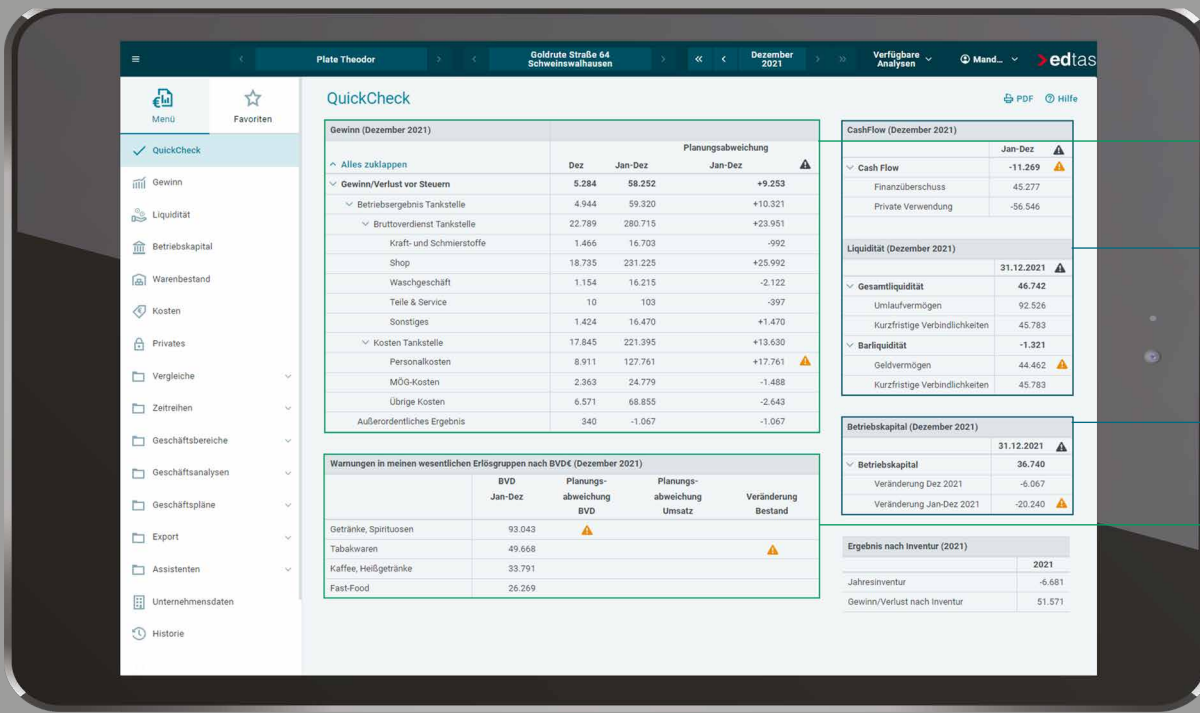 Plate Theodor
Goldrute Straße 64
Schweinswalhausen
Dezember
2021
Verfügbare
Analysen
Mand...
edtas
Menü
Favoriten
QuickCheck
Gewinn
Liquidität
Betriebskapital
Warenbestand
Kosten
Privates
Vergleiche
Zeitreihen
Geschäftsbereiche
Geschäftsanalysen
Geschäftspläne
Export
Assistenten
Unternehmensdaten
Historie
QuickCheck
PDF Hilfe
Gewinn (Dezember 2021)
Planungsabweichung
Alles zuklappen Dez Jan-Dez Jan-Dez
Gewinn/Verlust vor Steuern 5.284 58.252 +9.253
Betriebsergebnis Tankstelle 4.944 59.320 +10.321
Bruttoverdienst Tankstelle 22.789 280.715 +23.951
Kraft- und Schmierstoffe 1.466 16.703 -992
Shop 18.735 231.225 +25.992
Waschgeschäft 1.154 16.215 -2.122
Teile & Service 10 103 -397
Sonstiges 1.424 16.470 +1.470
Kosten Tankstelle 17.845 221.395 +13.630
Personalkosten 8.911 127.761 +17.761
MÖG-Kosten 2.363 24.779 -1.488
Übrige Kosten 6.571 68.855 -2.643
Außerordentliches Ergebnis 340 -1.067 -1.067
Warnungen in meinen wesentlichen Erlösgruppen nach BVD€ (Dezember 2021)
BVD Planungs- Planungs-
Jan-Dez abweichung abweichung Veränderung
BVD Umsatz Bestand
Getränke, Spirituosen 93.043
Tabakwaren 49.668
Kaffee, Heißgetränke 33.791
Fast-Food 26.269
CashFlow (Dezember 2021)
Jan-Dez
Cash Flow -11.269
Finanzüberschuss 45.277
Private Verwendung -56.546
Liquidität (Dezember 2021)
31.12.2021
Gesamtliquidität 46.742
Umlaufvermögen 92.526
Kurzfristige Verbindlichkeiten 45.783
Barliquidität -1.321
Geldvermögen 44.462
Kurzfristige Verbindlichkeiten 45.783
Betriebskapital (Dezember 2021)
31.12.2021
Betriebskapital 36.740
Veränderung Dez 2021 -6.067
Veränderung Jan-Dez 2021 -20.240
Ergebnis nach Inventur (2021)
2021
Jahresinventur -6.681
Gewinn/Verlust nach Inventur 51.571